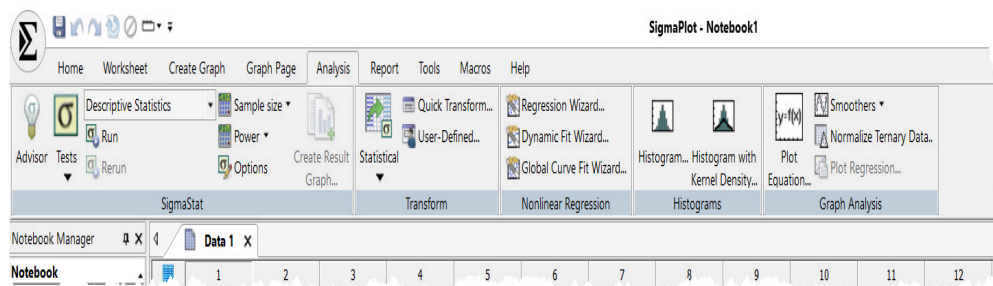 SigmaPlot - Notebook1
Home Worksheet Create Graph Graph Page Analysis Report Tools Macros Help
Advisor
Tests
Descriptive Statistics
Run
Rerun
Sample size
Power
Options
Create Result
Graph...
SigmaStat
Statistical
Quick Transform...
User-Defined...
Transform
Regression Wizard...
Dynamic Fit Wizard...
Global Curve Fit Wizard...
Nonlinear Regression
Histogram...
Histogram with
Kernel Density...
Histograms
y=f(x)
Plot
Equation...
Smoothers
Normalize Ternary Data..
Plot Regression...
Graph Analysis
Notebook Manager
Data 1
Notebook
1 2 3 4 5 6 7 8 9 10 11 12